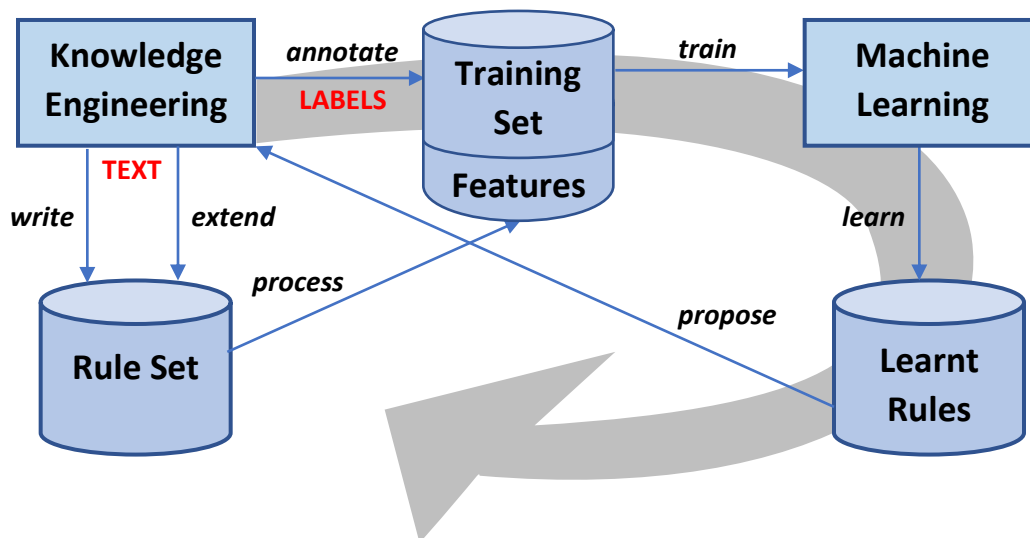 Knowledge
Engineering
annotate
LABELS
Training
Set
Features
train
Machine
Learning
TEXT
write
extend
learn
process
propose
Rule Set
Learnt
Rules